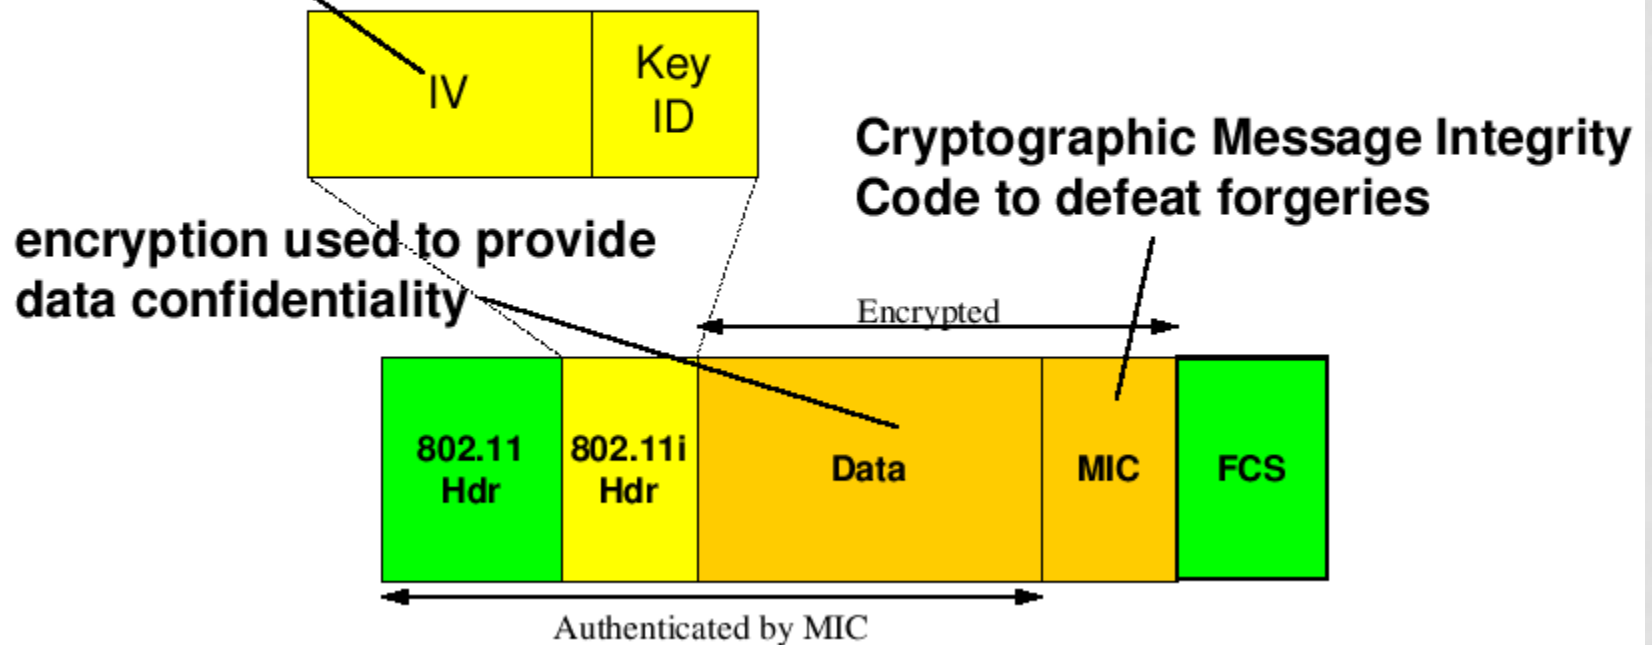 IV
Key
ID
Cryptographic Message Integrity
Code to defeat forgeries
encryption used to provide
data confidentiality
Encrypted
802.11
Hdr
802.11i
Hdr
Data
MIC
FCS
Authenticated by MIC